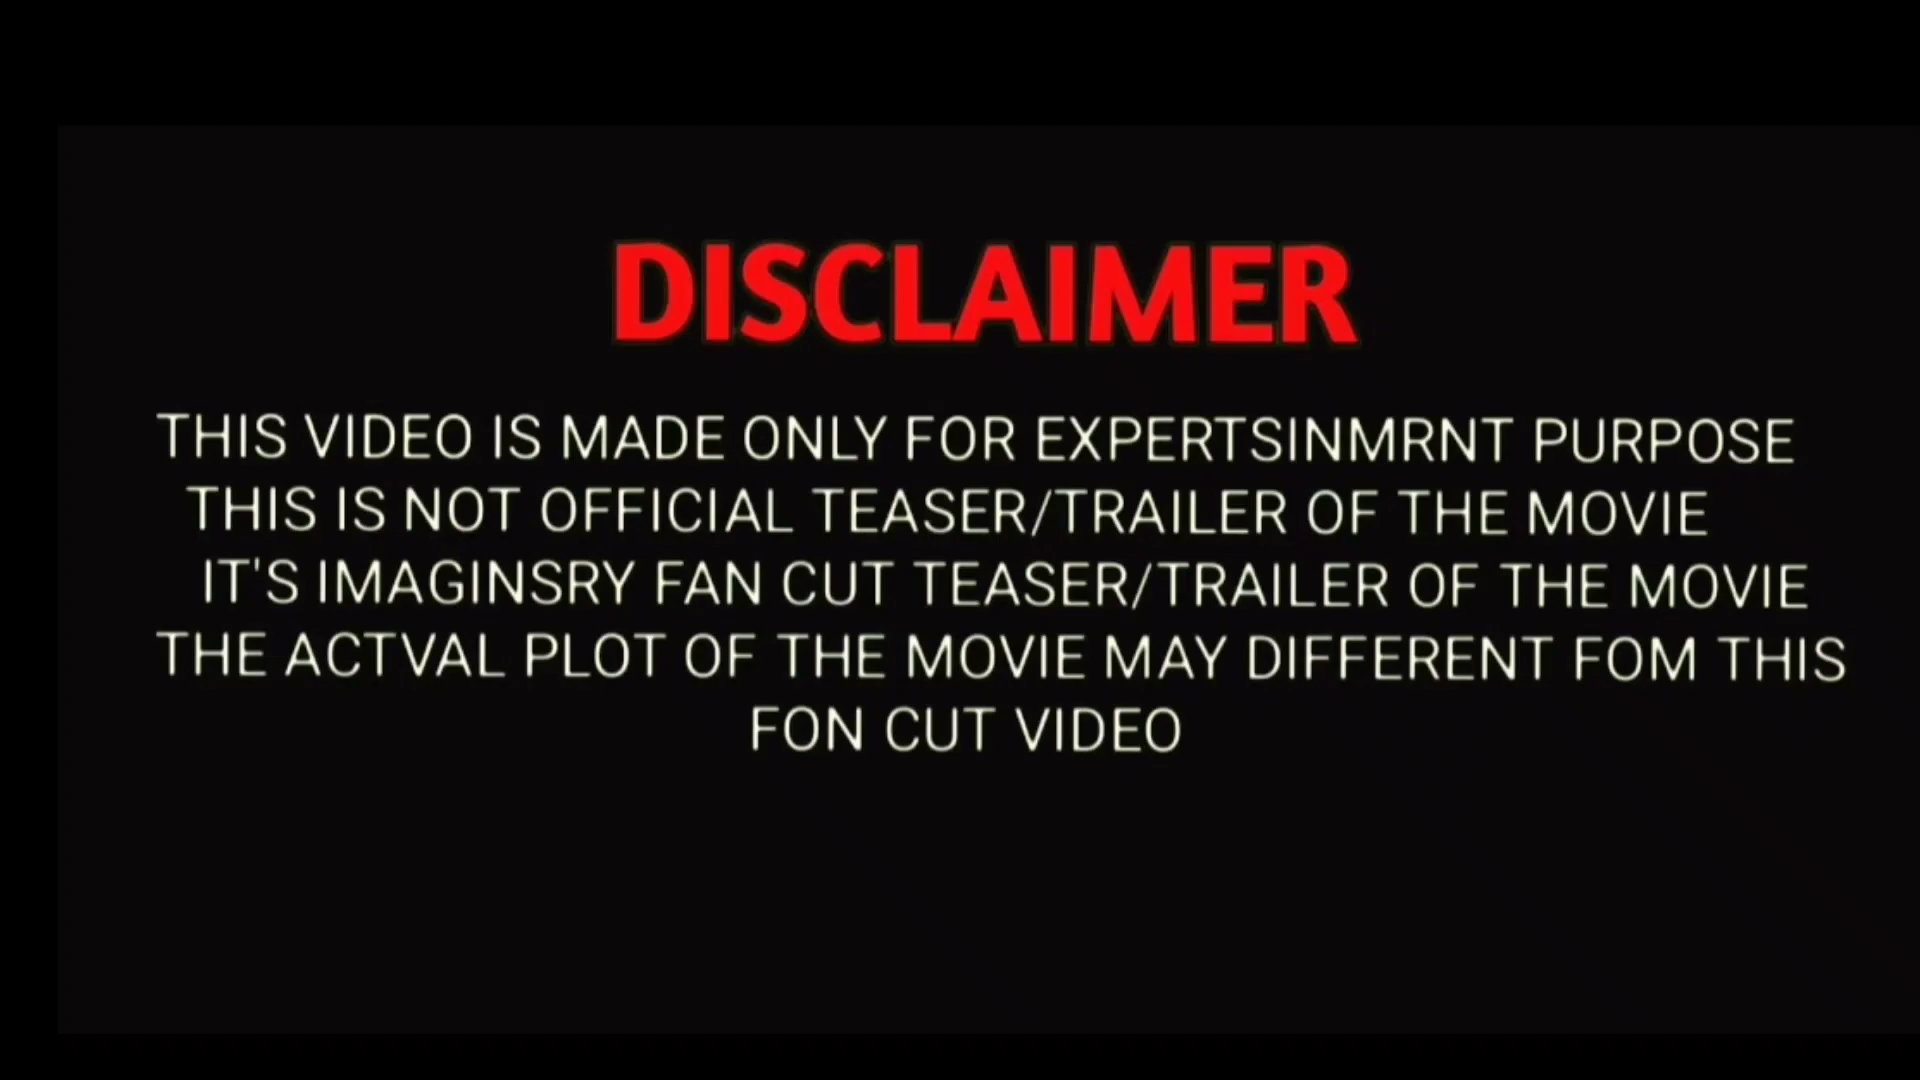 DISCLAIMER
THIS VIDEO IS MADE ONLY FOR EXPERTSINMRNT PURPOSE
THIS IS NOT OFFICIAL TEASER/TRAILER OF THE MOVIE
IT'S IMAGINSRY FAN CUT TEASER/TRAILER OF THE MOVIE
THE ACTVAL PLOT OF THE MOVIE MAY DIFFERENT FOM THIS
FON CUT VIDEO